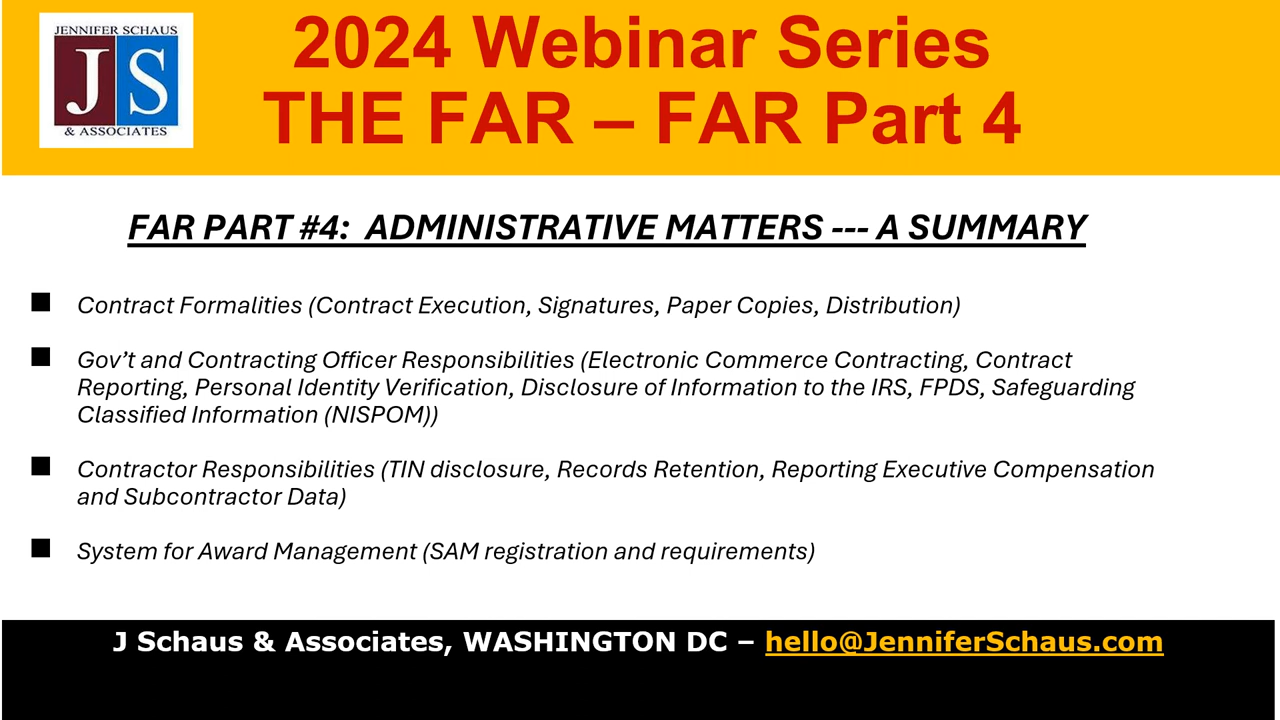 JENNIFER SCHAUS
JS
& ASSOCIATES
2024 Webinar Series
THE FAR – FAR Part 4
FAR PART #4:  ADMINISTRATIVE MATTERS --- A SUMMARY
Contract Formalities (Contract Execution, Signatures, Paper Copies, Distribution)
Gov’t and Contracting Officer Responsibilities (Electronic Commerce Contracting, Contract
Reporting, Personal Identity Verification, Disclosure of Information to the IRS, FPDS, Safeguarding
Classified Information (NISPOM))
Contractor Responsibilities (TIN disclosure, Records Retention, Reporting Executive Compensation
and Subcontractor Data)
System for Award Management (SAM registration and requirements)
J Schaus & Associates, WASHINGTON DC – hello@JenniferSchaus.com